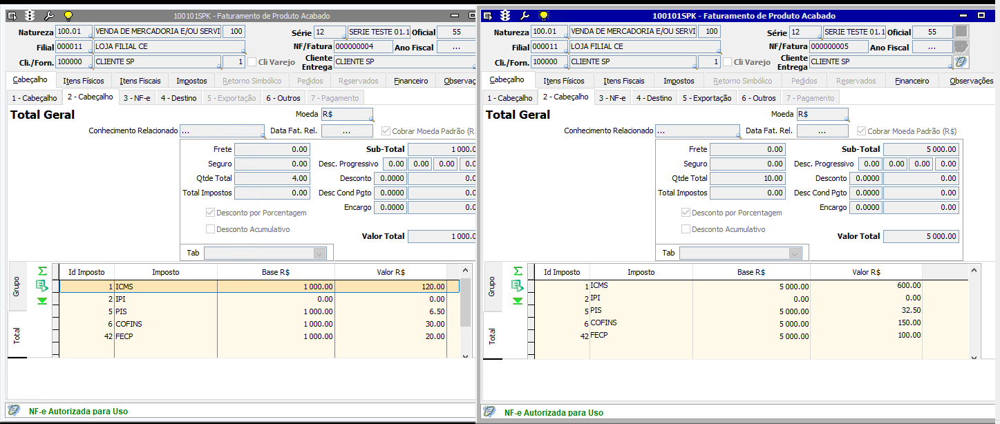 100101SPK - Faturamento de Produto Acabado
Natureza 100.01 VENDA DE MERCADORIA E/OU SERVI 100 Série 12 SERIE TESTE 01.1 Oficial 55
Filial 000011 LOJA FILIAL CE NF/Fatura 000000004 Ano Fiscal ...
Cli./Forn. 100000 CLIENTE SP 1 Cli Varejo Cliente Entrega CLIENTE SP
Cabeçalho Itens Físicos Itens Fiscais Impostos Retorno Simbólico Pedidos Reservados Financeiro Observaç
1 - Cabeçalho 2 - Cabeçalho 3 - NF-e 4 - Destino 5 - Exportação 6 - Outros 7 - Pagamento
Total Geral Moeda R$
Conhecimento Relacionado ... Data Fat. Rel. ... Cobrar Moeda Padrão (R$
Frete 0.00 Sub-Total 1 000.0
Seguro 0.00 Desc. Progressivo 0.00 0.00 0.00 0.0
Qtde Total 4.00 Desconto 0.0000 0.0
Total Impostos 0.00 Desc Cond Pgto 0.0000 0.0
Encargo 0.0000 0.0
Desconto por Porcentagem
Desconto Acumulativo
Valor Total 1 000.0
Tab
Grupo
Total
Id Imposto Imposto Base R$ Valor R$
1 ICMS 1 000.00 120.00
2 IPI 0.00 0.00
5 PIS 1 000.00 6.50
6 COFINS 1 000.00 30.00
42 FECP 1 000.00 20.00
NF-e Autorizada para Uso
100101SPK - Faturamento de Produto Acabado
Natureza 100.01 VENDA DE MERCADORIA E/OU SERVI 100 Série 12 SERIE TESTE 01.1 Oficial 55
Filial 000011 LOJA FILIAL CE NF/Fatura 000000005 Ano Fiscal ...
Cli./Forn. 100000 CLIENTE SP 1 Cli Varejo Cliente Entrega CLIENTE SP
Cabeçalho Itens Físicos Itens Fiscais Impostos Retorno Simbólico Pedidos Reservados Financeiro Observações
1 - Cabeçalho 2 - Cabeçalho 3 - NF-e 4 - Destino 5 - Exportação 6 - Outros 7 - Pagamento
Total Geral Moeda R$
Conhecimento Relacionado ... Data Fat. Rel. ... Cobrar Moeda Padrão (R$)
Frete 0.00 Sub-Total 5 000.00
Seguro 0.00 Desc. Progressivo 0.00 0.00 0.00 0.00
Qtde Total 10.00 Desconto 0.0000 0.00
Total Impostos 0.00 Desc Cond Pgto 0.0000 0.00
Encargo 0.0000 0.00
Desconto por Porcentagem
Desconto Acumulativo
Valor Total 5 000.00
Tab
Grupo
Total
Id Imposto Imposto Base R$ Valor R$
1 ICMS 5 000.00 600.00
2 IPI 0.00 0.00
5 PIS 5 000.00 32.50
6 COFINS 5 000.00 150.00
42 FECP 5 000.00 100.00
NF-e Autorizada para Uso